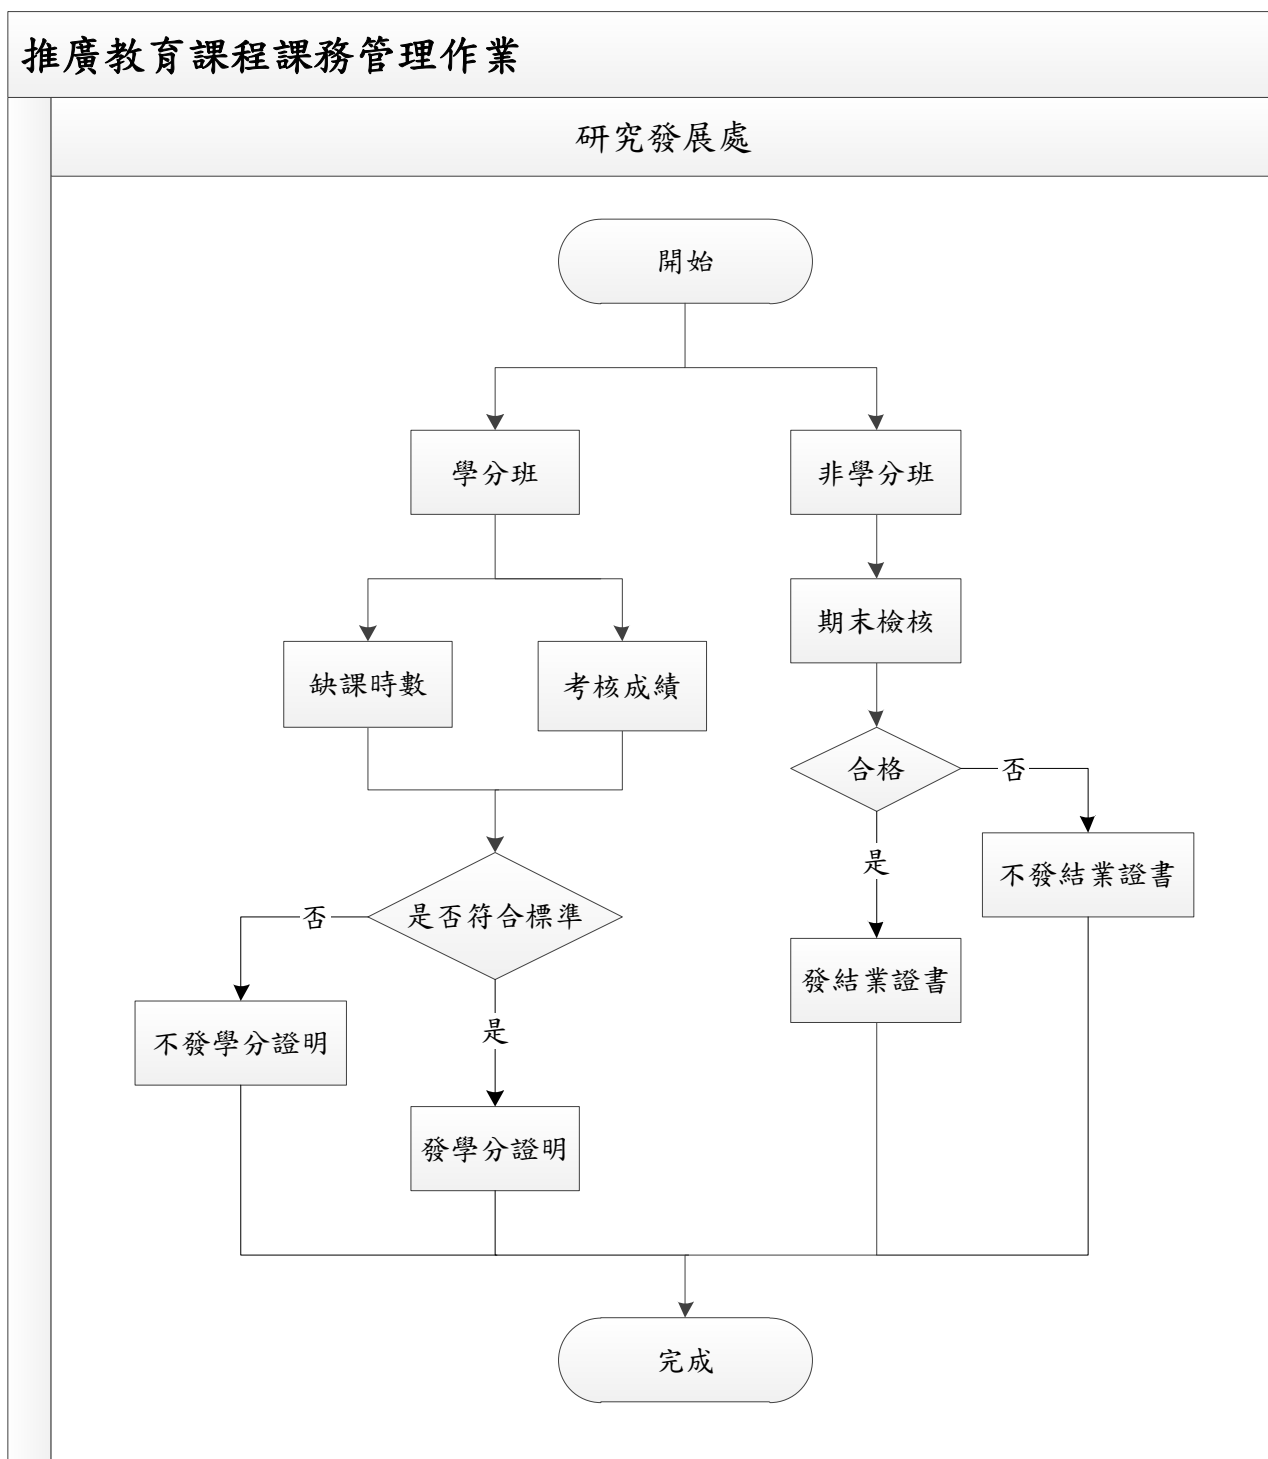 推廣教育課程課務管理作業
研究發展處
開始
學分班
非學分班
期末檢核
缺課時數
考核成績
合格
否
是
不發結業證書
是否符合標準
否
發結業證書
是
不發學分證明
發學分證明
完成